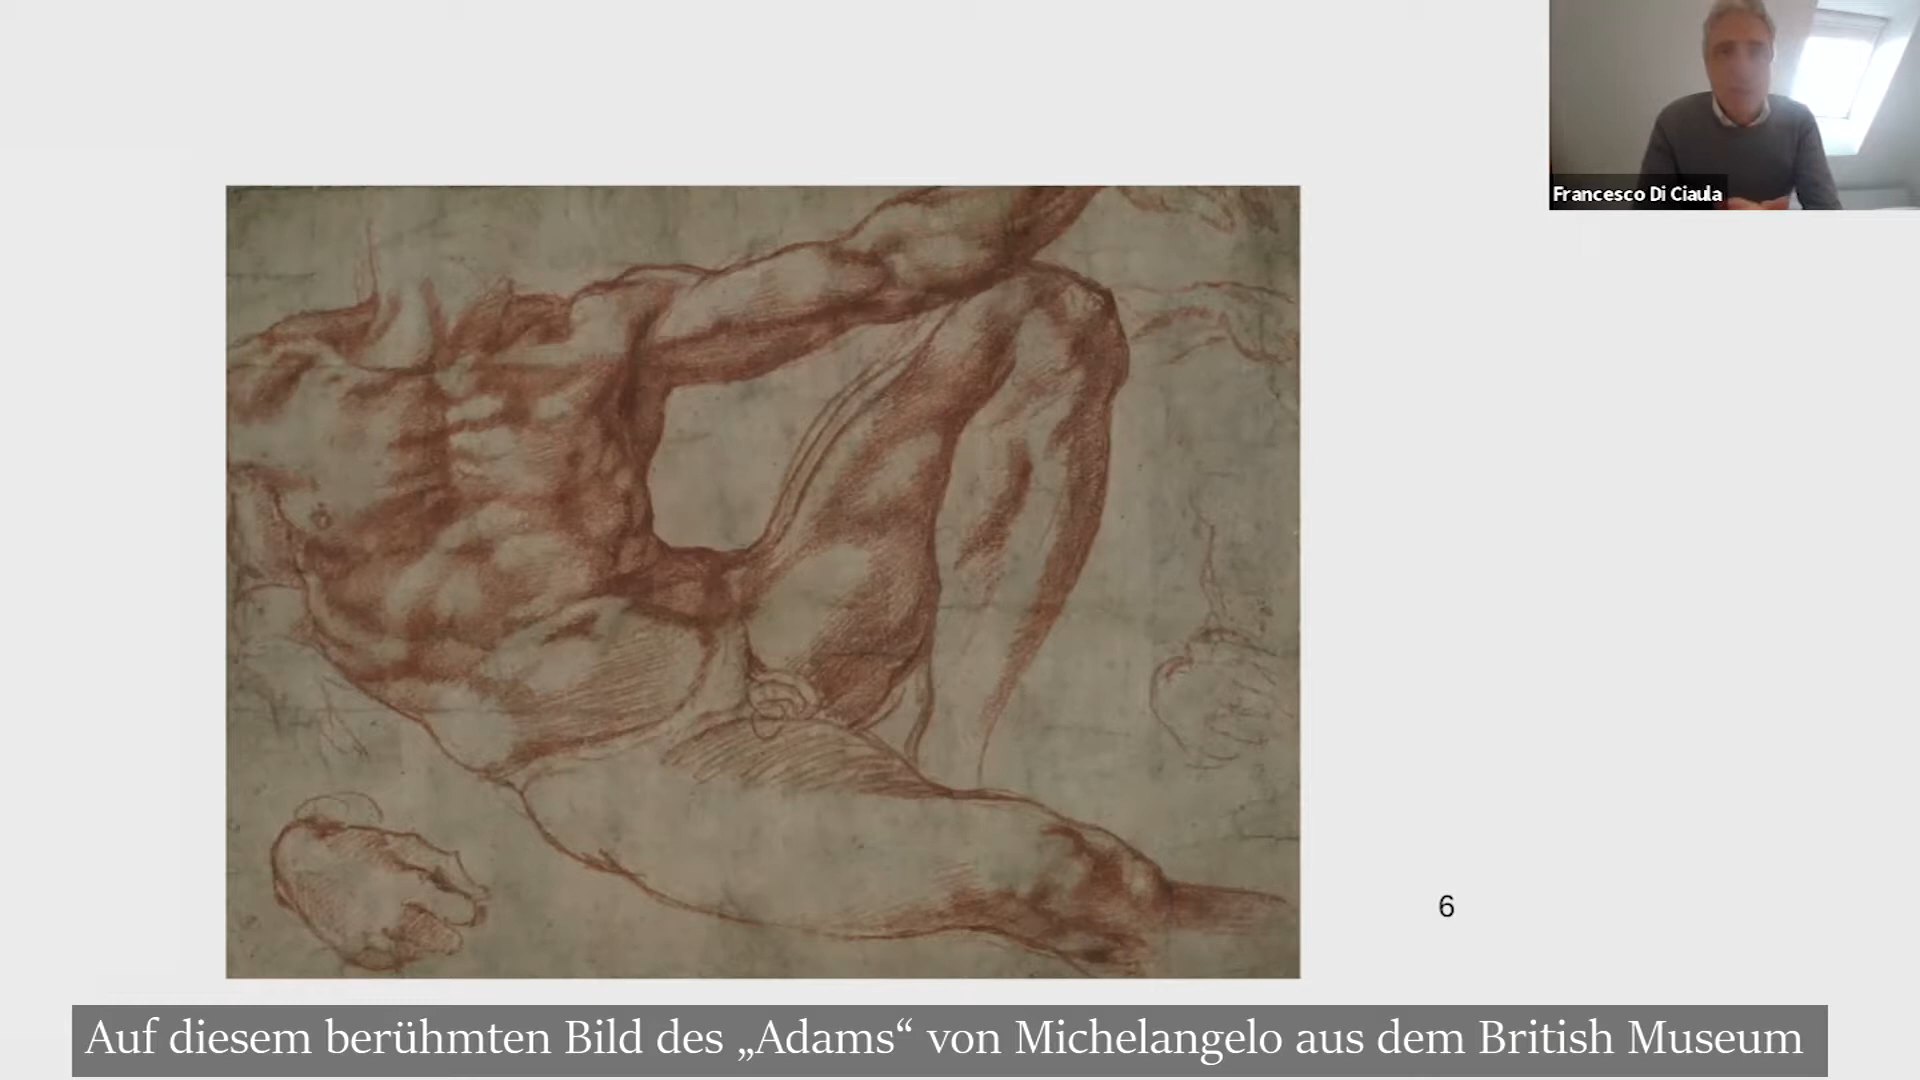 Francesco Di Ciaula
6
Auf diesem berühmten Bild des „Adams“ von Michelangelo aus dem British Museum